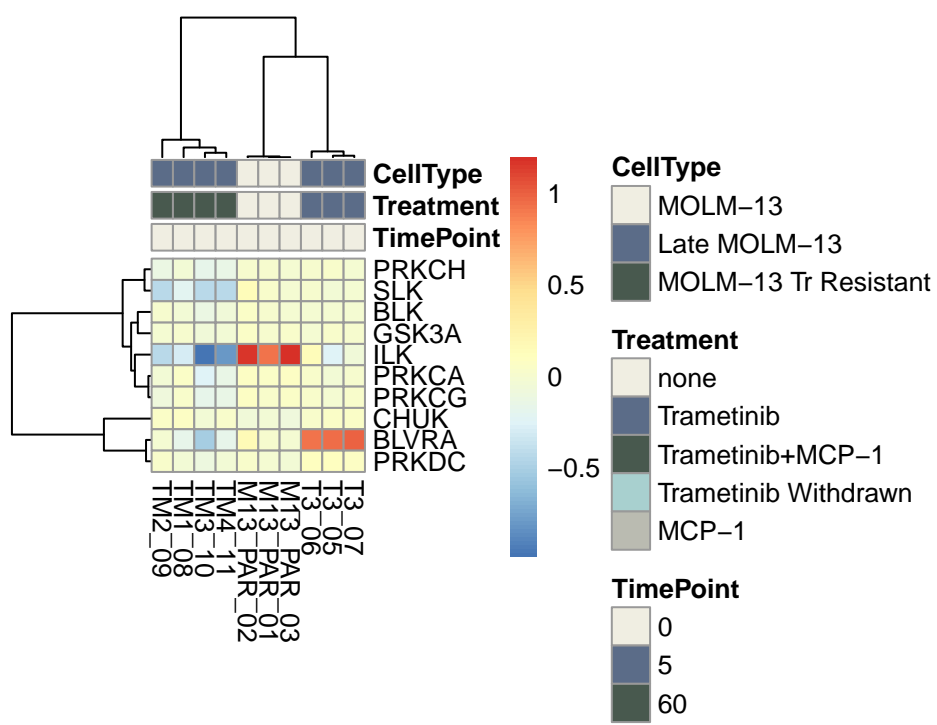 CellType
Treatment
TimePoint
PRKCH
SLK
BLK
GSK3A
ILK
PRKCA
PRKCG
CHUK
BLVRA
PRKDC
TM2_09
TM1_08
TM3_10
TM4_11
M13_PAR_02
M13_PAR_01
M13_PAR_03
T3_06
T3_05
T3_07
1
0.5
0
−0.5
CellType
MOLM−13
Late MOLM−13
MOLM−13 Tr Resistant
Treatment
none
Trametinib
Trametinib+MCP−1
Trametinib Withdrawn
MCP−1
TimePoint
0
5
60